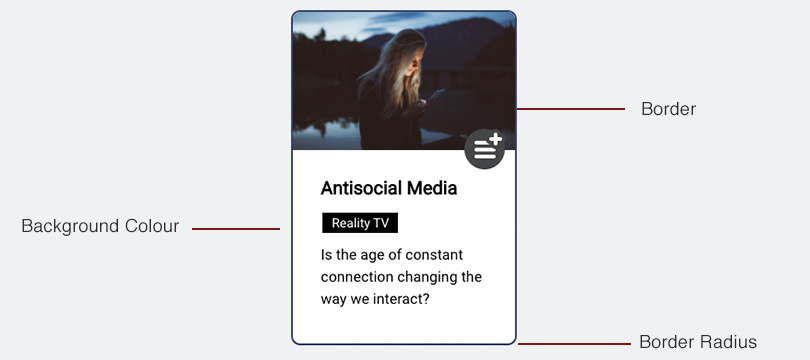 Border
Antisocial Media
Reality TV
Background Colour
Is the age of constant
connection changing the
way we interact?
Border Radius